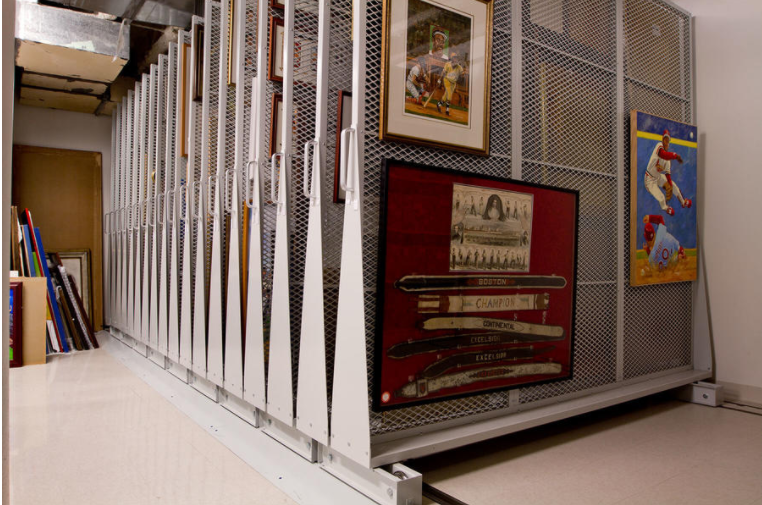 BOSTON
CHAMPION
CONTINENTAL
EXCELSIOR
EXCELSIOR